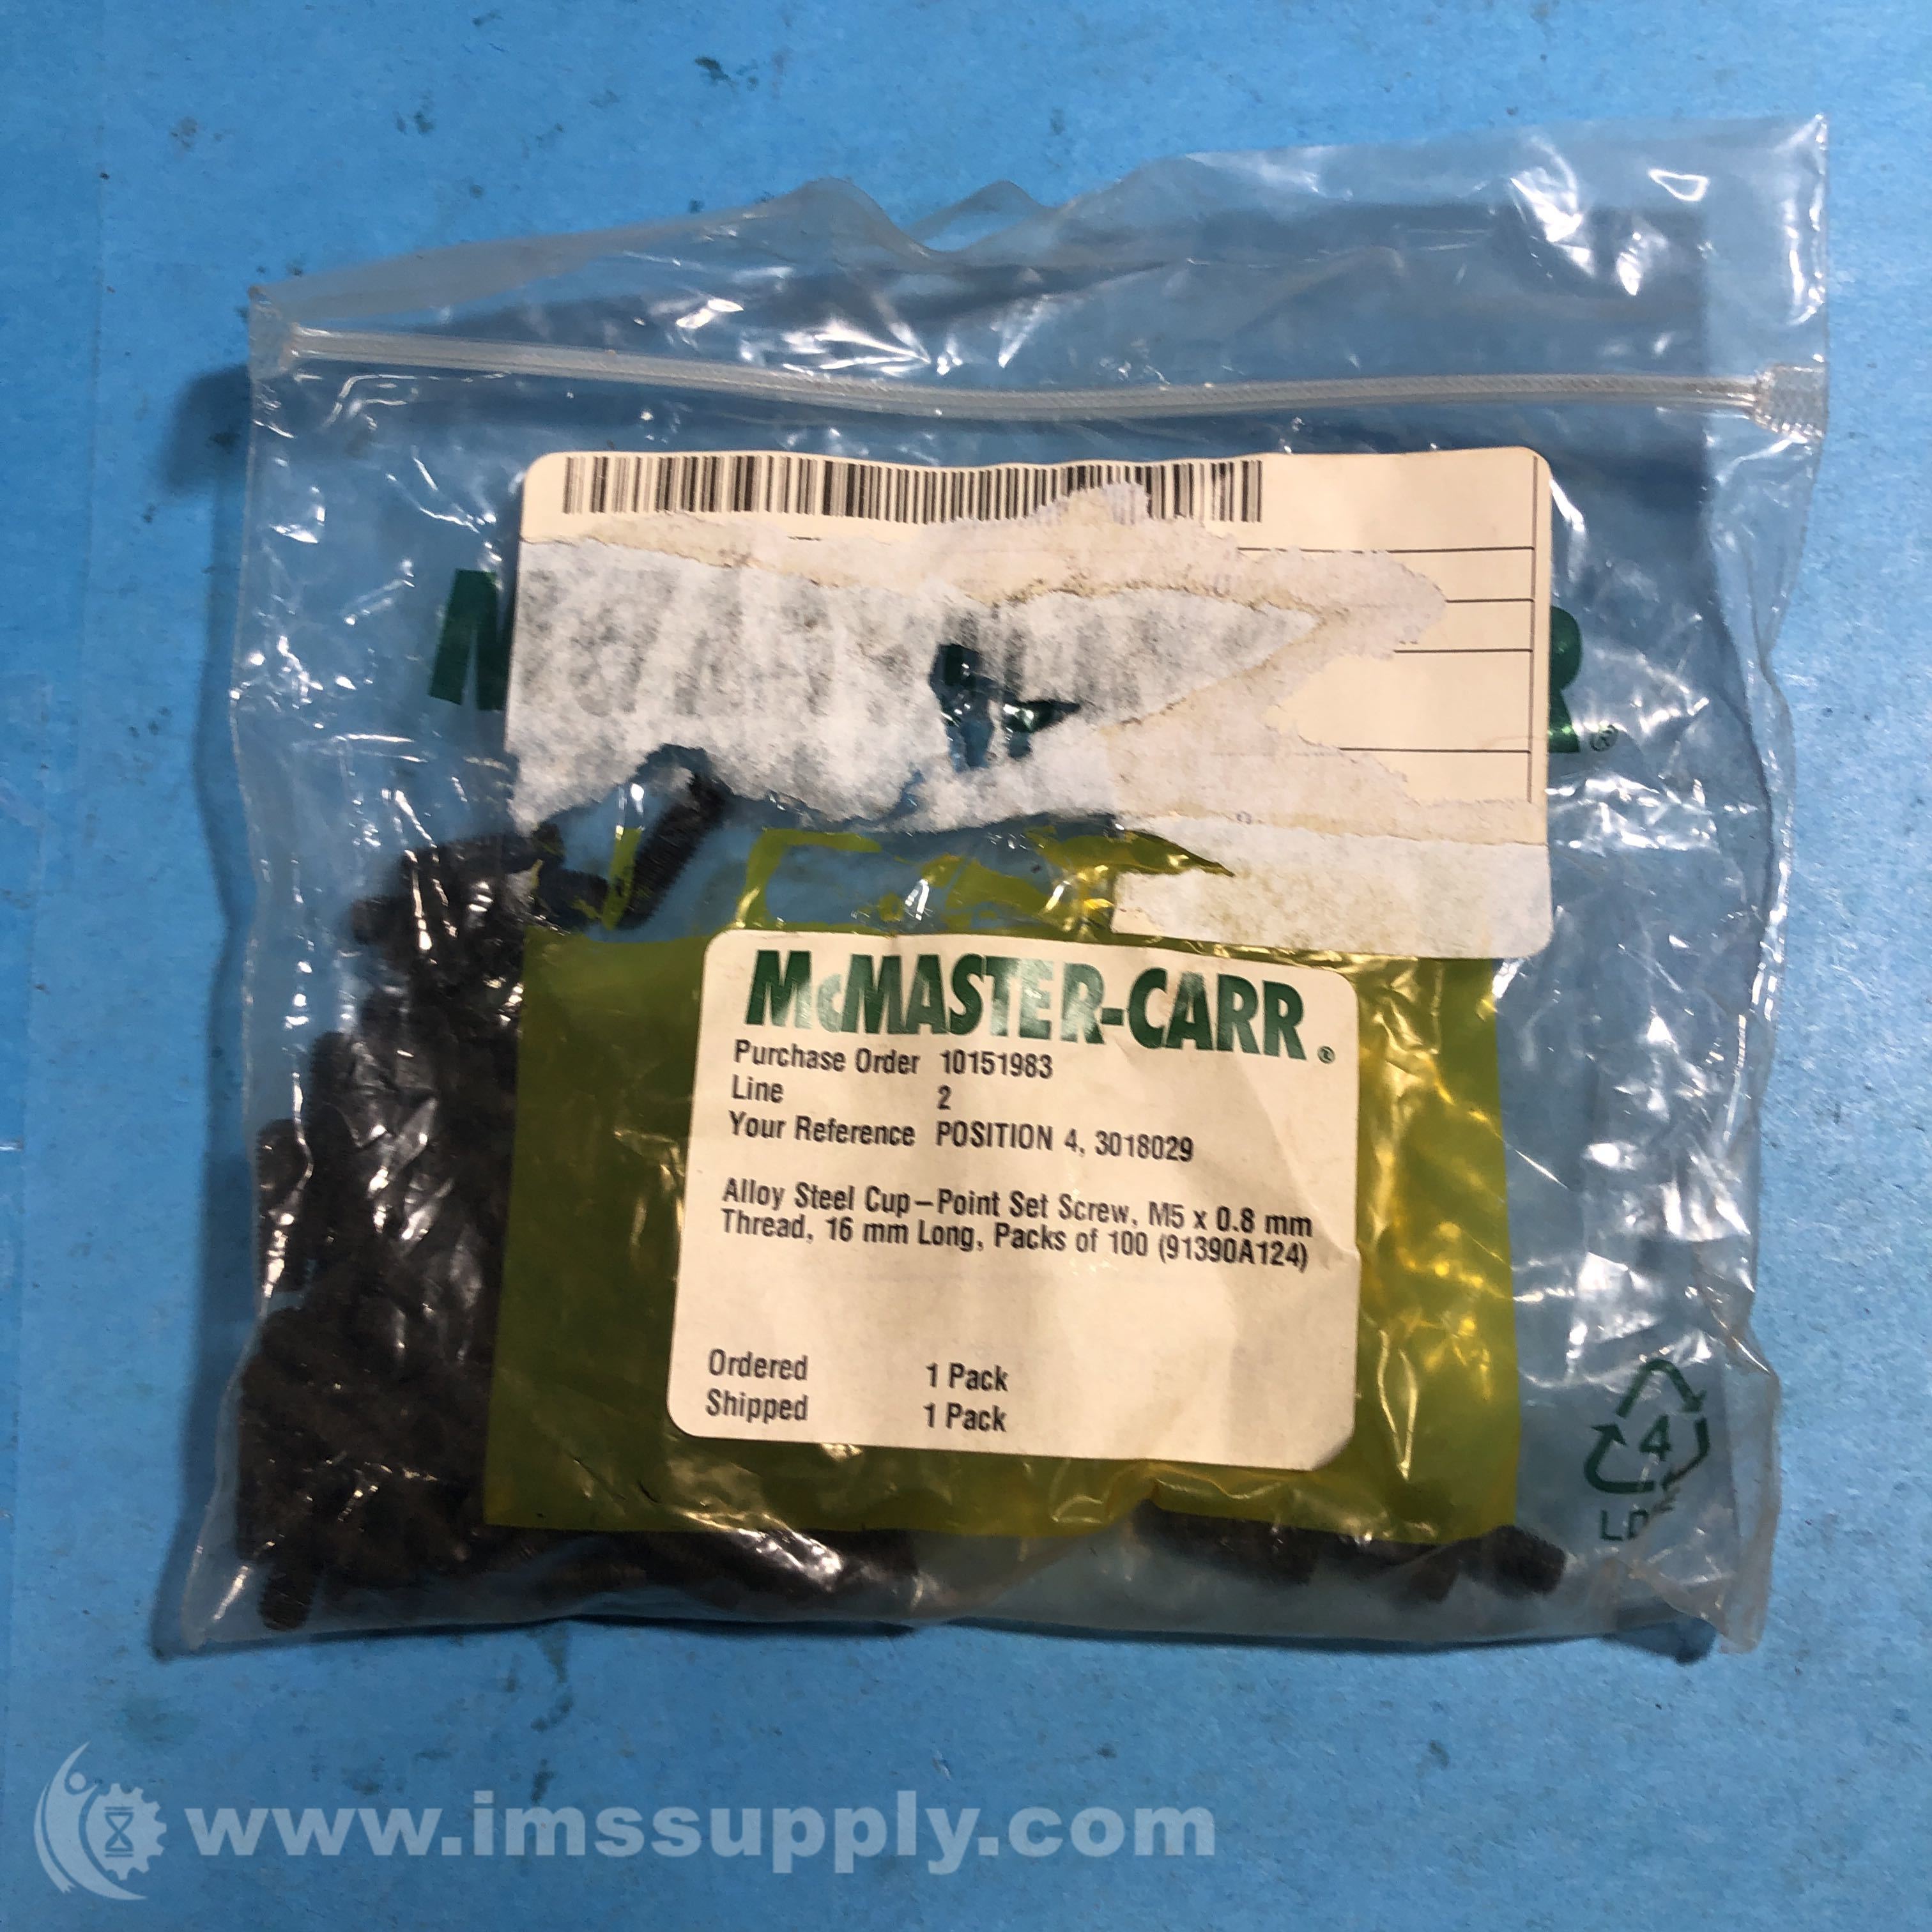 McMASTER-CARR®
Purchase Order 10151983
Line 2
Your Reference POSITION 4, 3018029
Alloy Steel Cup–Point Set Screw, M5 x 0.8 mm
Thread, 16 mm Long, Packs of 100 (91390A124)
Ordered 1 Pack
Shipped 1 Pack
4
www.imssupply.com